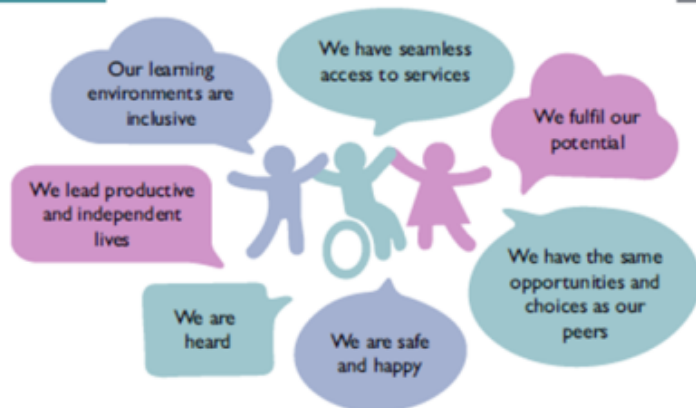 Our learning
environments are
inclusive
We have seamless
access to services
We fulfil our
potential
We lead productive
and independent
lives
We have the same
opportunities and
choices as our
peers
We are
heard
We are safe
and happy